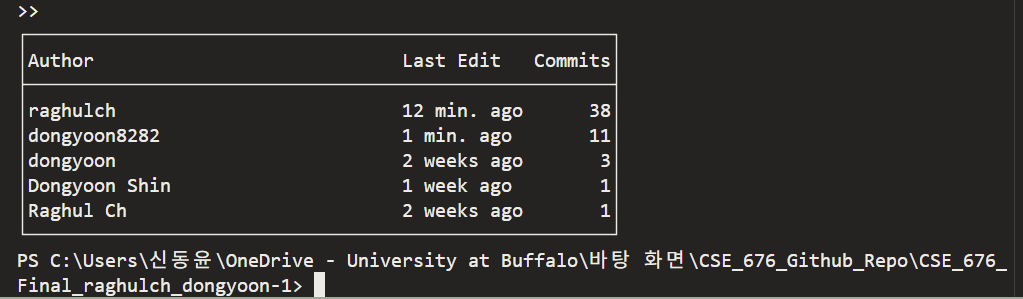 >>
Author Last Edit Commits
raghulch 12 min. ago 38
dongyoon8282 1 min. ago 11
dongyoon 2 weeks ago 3
Dongyoon Shin 1 week ago 1
Raghul Ch 2 weeks ago 1
PS C:\Users\신동윤\OneDrive - University at Buffalo\바탕 화면\CSE_676_Github_Repo\CSE_676_
Final_raghulch_dongyoon-1>